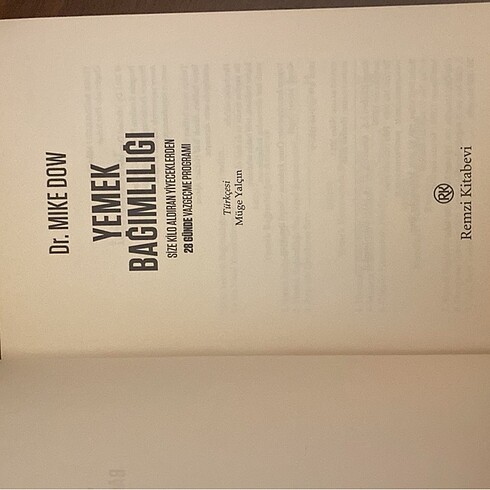 Dr. MIKE DOW
YEMEK
BAĞIMLILIĞI
SİZE KİLO ALDIRAN YİYECEKLERDEN
28 GÜNDE VAZGEÇME PROGRAMI
Türkçesi
Müge Yalçın
RK
Remzi Kitabevi